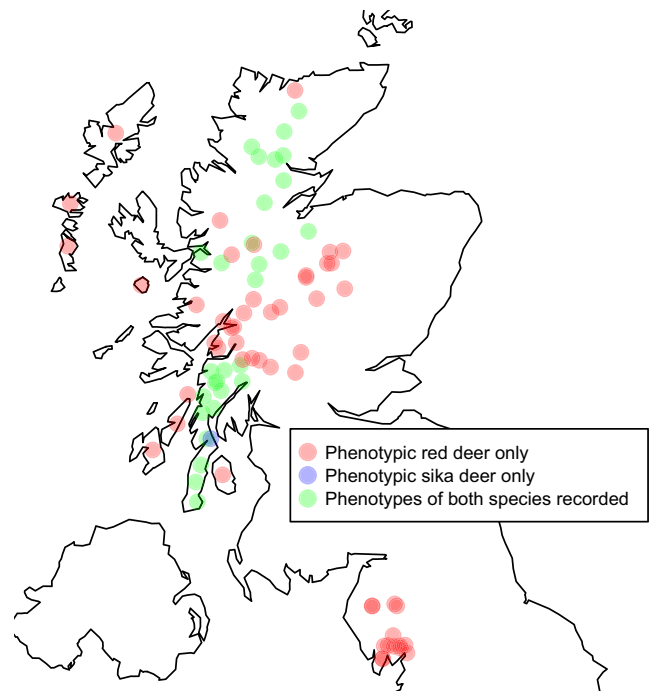 Phenotypic red deer only
Phenotypic sika deer only
Phenotypes of both species recorded